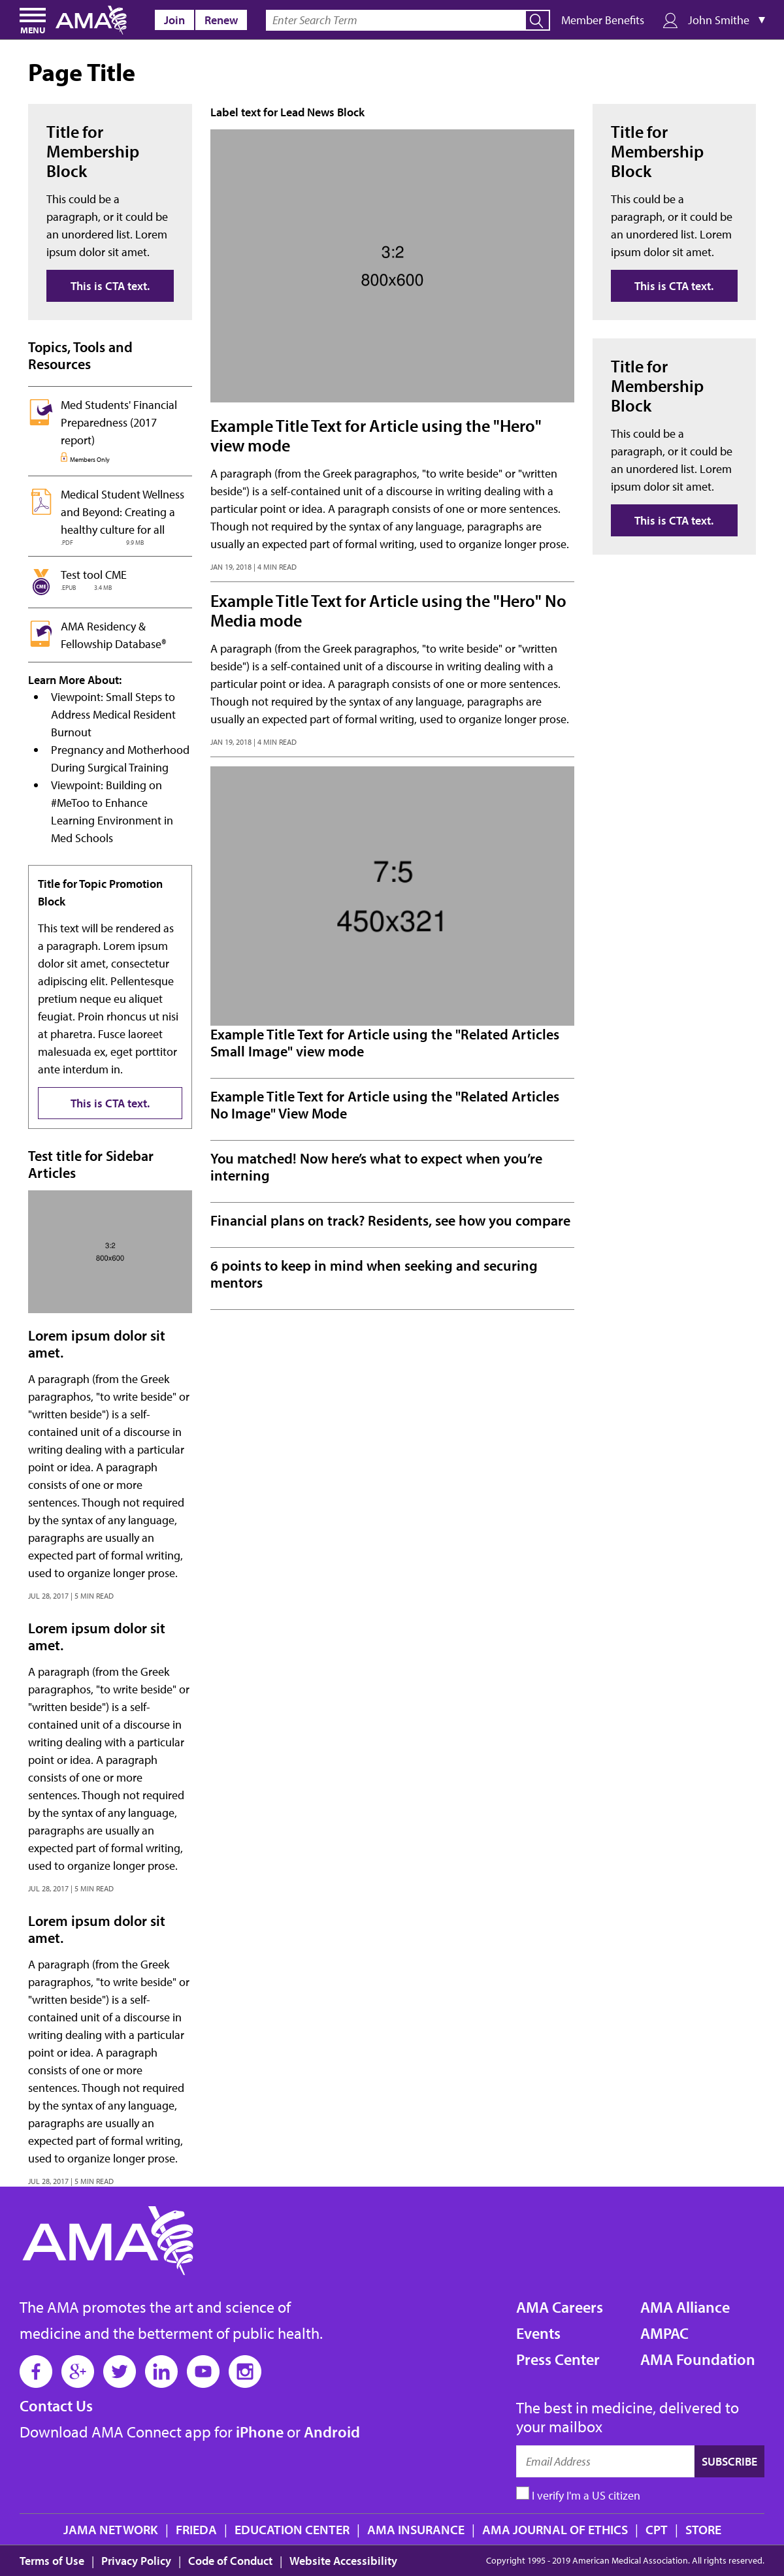 MENU
AMA
Join Renew
Enter Search Term
Member Benefits
John Smithe ▼
Page Title
Title for
Membership
Block
This could be a
paragraph, or it could be
an unordered list. Lorem
ipsum dolor sit amet.
This is CTA text.
Topics, Tools and
Resources
Med Students' Financial
Preparedness (2017
report)
Members Only
Medical Student Wellness
and Beyond: Creating a
healthy culture for all
.PDF 9.9 MB
CME
Test tool CME
.EPUB 3.4 MB
AMA Residency &
Fellowship Database®
Learn More About:
• Viewpoint: Small Steps to
Address Medical Resident
Burnout
• Pregnancy and Motherhood
During Surgical Training
• Viewpoint: Building on
#MeToo to Enhance
Learning Environment in
Med Schools
Title for Topic Promotion
Block
This text will be rendered as
a paragraph. Lorem ipsum
dolor sit amet, consectetur
adipiscing elit. Pellentesque
pretium neque eu aliquet
feugiat. Proin rhoncus ut nisi
at pharetra. Fusce laoreet
malesuada ex, eget porttitor
ante interdum in.
This is CTA text.
Test title for Sidebar
Articles
3:2
800x600
Lorem ipsum dolor sit
amet.
A paragraph (from the Greek
paragraphos, "to write beside" or
"written beside") is a self-
contained unit of a discourse in
writing dealing with a particular
point or idea. A paragraph
consists of one or more
sentences. Though not required
by the syntax of any language,
paragraphs are usually an
expected part of formal writing,
used to organize longer prose.
JUL 28, 2017 | 5 MIN READ
Lorem ipsum dolor sit
amet.
A paragraph (from the Greek
paragraphos, "to write beside" or
"written beside") is a self-
contained unit of a discourse in
writing dealing with a particular
point or idea. A paragraph
consists of one or more
sentences. Though not required
by the syntax of any language,
paragraphs are usually an
expected part of formal writing,
used to organize longer prose.
JUL 28, 2017 | 5 MIN READ
Lorem ipsum dolor sit
amet.
A paragraph (from the Greek
paragraphos, "to write beside" or
"written beside") is a self-
contained unit of a discourse in
writing dealing with a particular
point or idea. A paragraph
consists of one or more
sentences. Though not required
by the syntax of any language,
paragraphs are usually an
expected part of formal writing,
used to organize longer prose.
JUL 28, 2017 | 5 MIN READ
Label text for Lead News Block
3:2
800x600
Example Title Text for Article using the "Hero"
view mode
A paragraph (from the Greek paragraphos, "to write beside" or "written
beside") is a self-contained unit of a discourse in writing dealing with a
particular point or idea. A paragraph consists of one or more sentences.
Though not required by the syntax of any language, paragraphs are
usually an expected part of formal writing, used to organize longer prose.
JAN 19, 2018 | 4 MIN READ
Example Title Text for Article using the "Hero" No
Media mode
A paragraph (from the Greek paragraphos, "to write beside" or "written
beside") is a self-contained unit of a discourse in writing dealing with a
particular point or idea. A paragraph consists of one or more sentences.
Though not required by the syntax of any language, paragraphs are
usually an expected part of formal writing, used to organize longer prose.
JAN 19, 2018 | 4 MIN READ
7:5
450x321
Example Title Text for Article using the "Related Articles
Small Image" view mode
Example Title Text for Article using the "Related Articles
No Image" View Mode
You matched! Now here’s what to expect when you’re
interning
Financial plans on track? Residents, see how you compare
6 points to keep in mind when seeking and securing
mentors
Title for
Membership
Block
This could be a
paragraph, or it could be
an unordered list. Lorem
ipsum dolor sit amet.
This is CTA text.
Title for
Membership
Block
This could be a
paragraph, or it could be
an unordered list. Lorem
ipsum dolor sit amet.
This is CTA text.
AMA
The AMA promotes the art and science of
medicine and the betterment of public health.
Contact Us
Download AMA Connect app for iPhone or Android
AMA Careers AMA Alliance
Events AMPAC
Press Center AMA Foundation
The best in medicine, delivered to
your mailbox
Email Address SUBSCRIBE
I verify I'm a US citizen
JAMA NETWORK | FRIEDA | EDUCATION CENTER | AMA INSURANCE | AMA JOURNAL OF ETHICS | CPT | STORE
Terms of Use | Privacy Policy | Code of Conduct | Website Accessibility
Copyright 1995 - 2019 American Medical Association. All rights reserved.